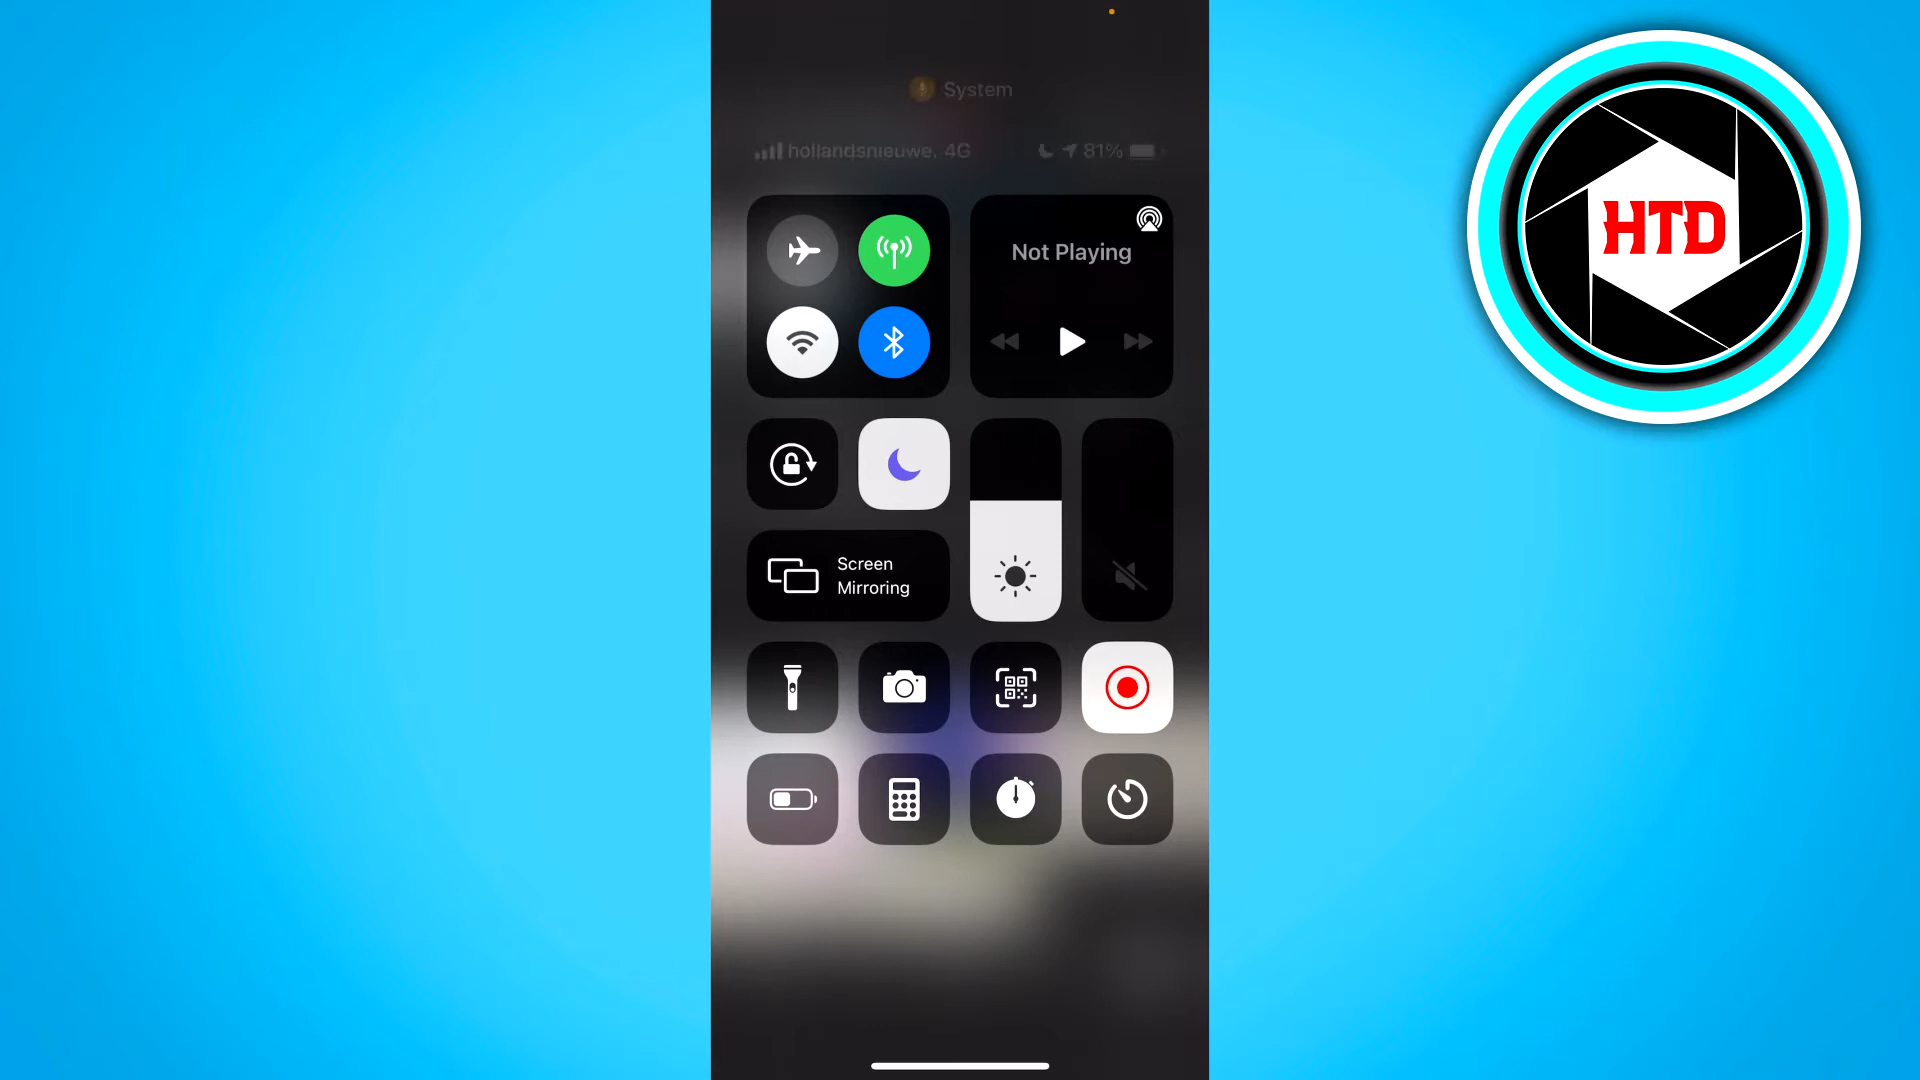 System
hollandsnieuwe. 4G
81%
Not Playing
Screen
Mirroring
HTD